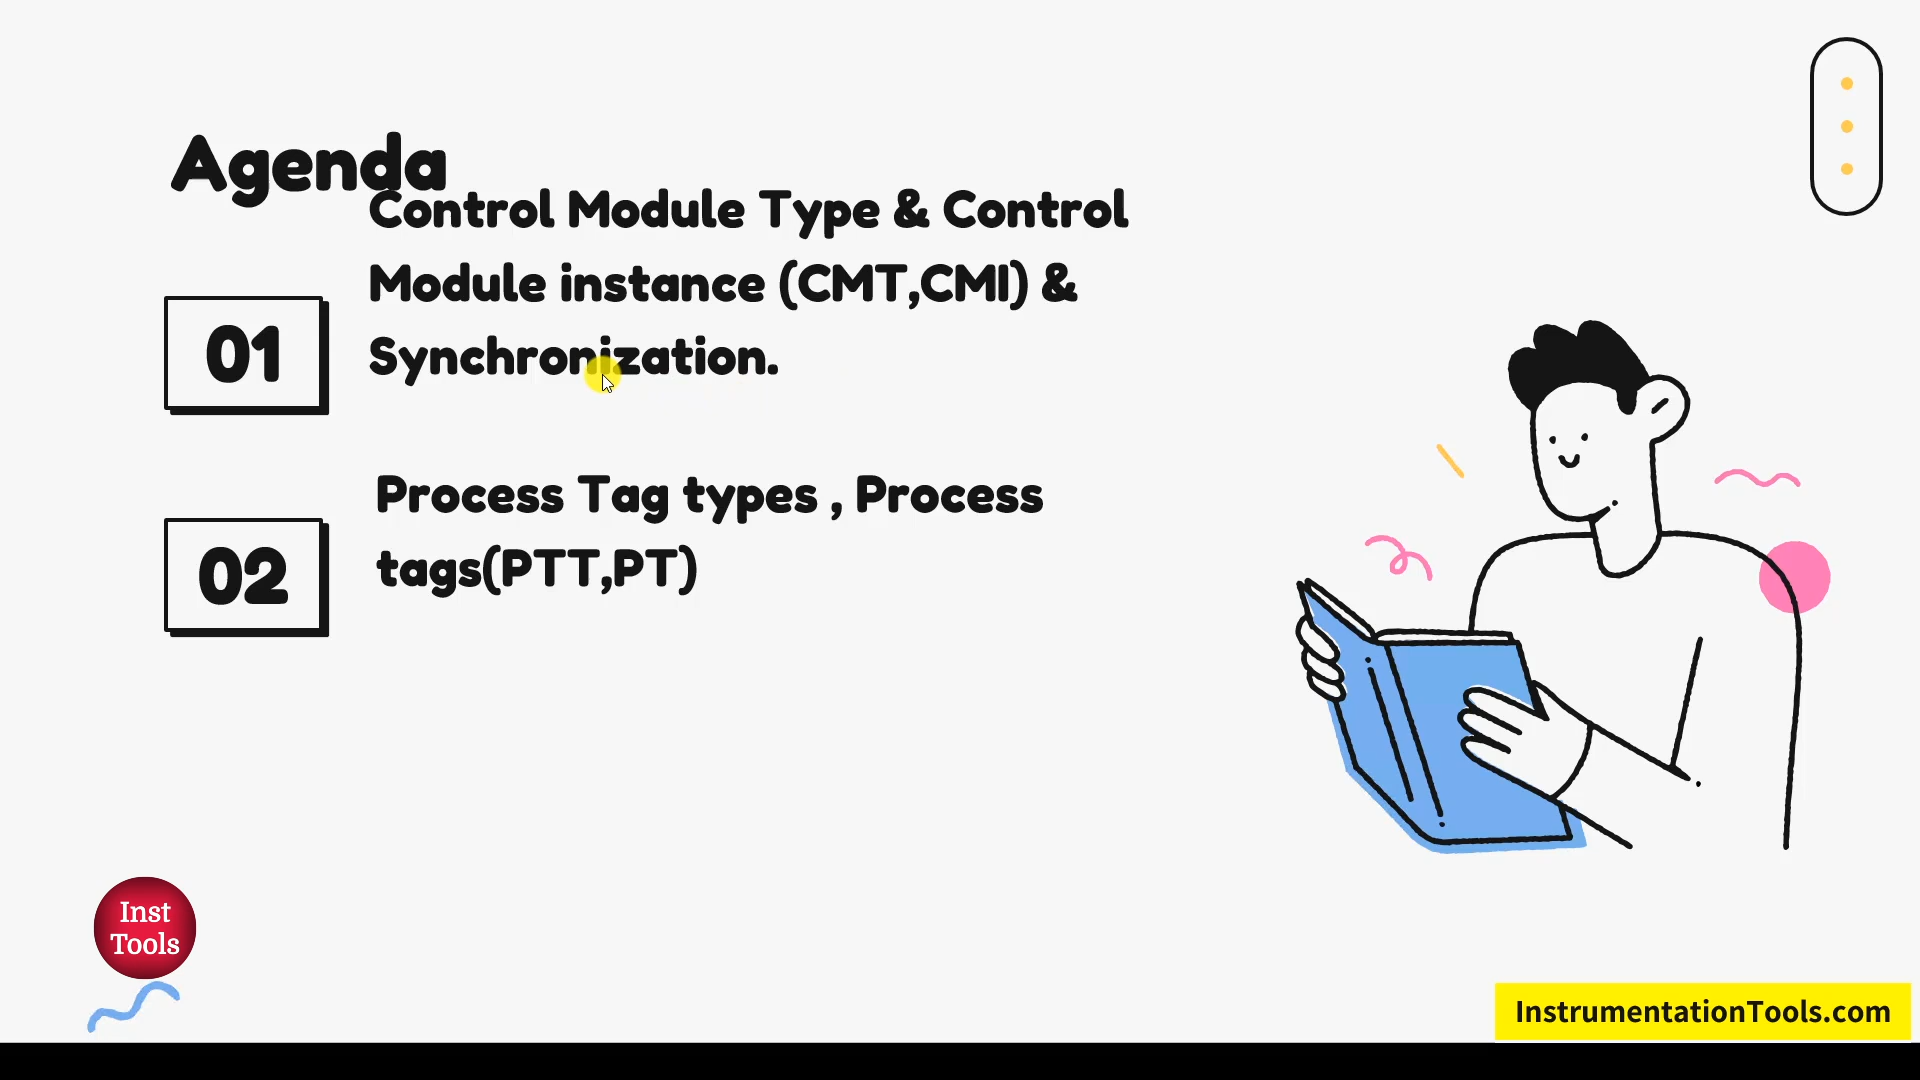 Agenda
Control Module Type & Control
Module instance (CMT,CMI) &
Synchronization.
01
Process Tag types , Process
tags(PTT,PT)
02
Inst
Tools
InstrumentationTools.com